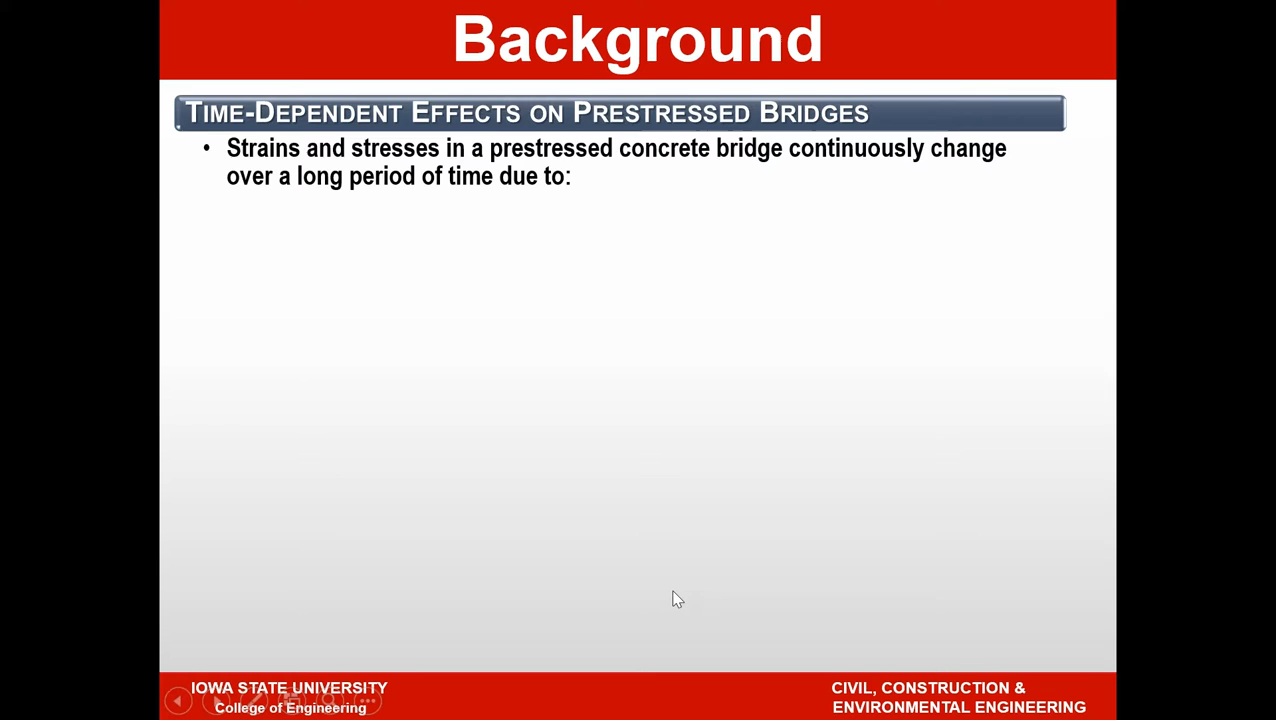 Background
TIME-DEPENDENT EFFECTS ON PRESTRESSED BRIDGES
• Strains and stresses in a prestressed concrete bridge continuously change
over a long period of time due to:
IOWA STATE UNIVERSITY
College of Engineering
CIVIL, CONSTRUCTION &
ENVIRONMENTAL ENGINEERING